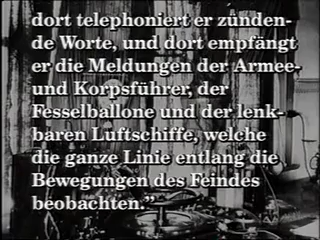 dort telephoniert er zünden-
de Worte, und dort empfängt
er die Meldungen der Armee-
und Korpsführer, der
Fesselballone und der lenk-
baren Luftschiffe, welche
die ganze Linie entlang die
Bewegungen des Feindes
beobachten."